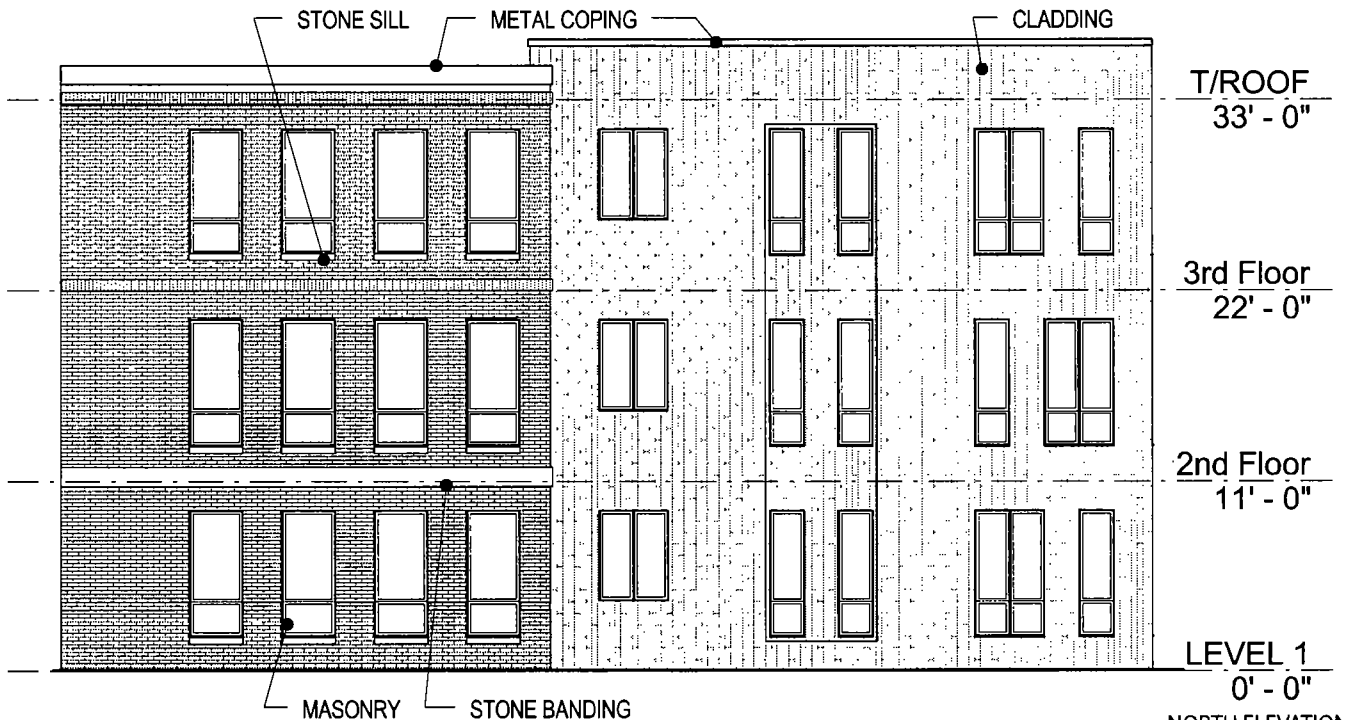 STONE SILL
METAL COPING
CLADDING
T/ROOF
33' - 0"
3rd Floor
22' - 0"
2nd Floor
11' - 0"
LEVEL 1
0' - 0"
MASONRY
STONE BANDING
NORTH ELEVATION